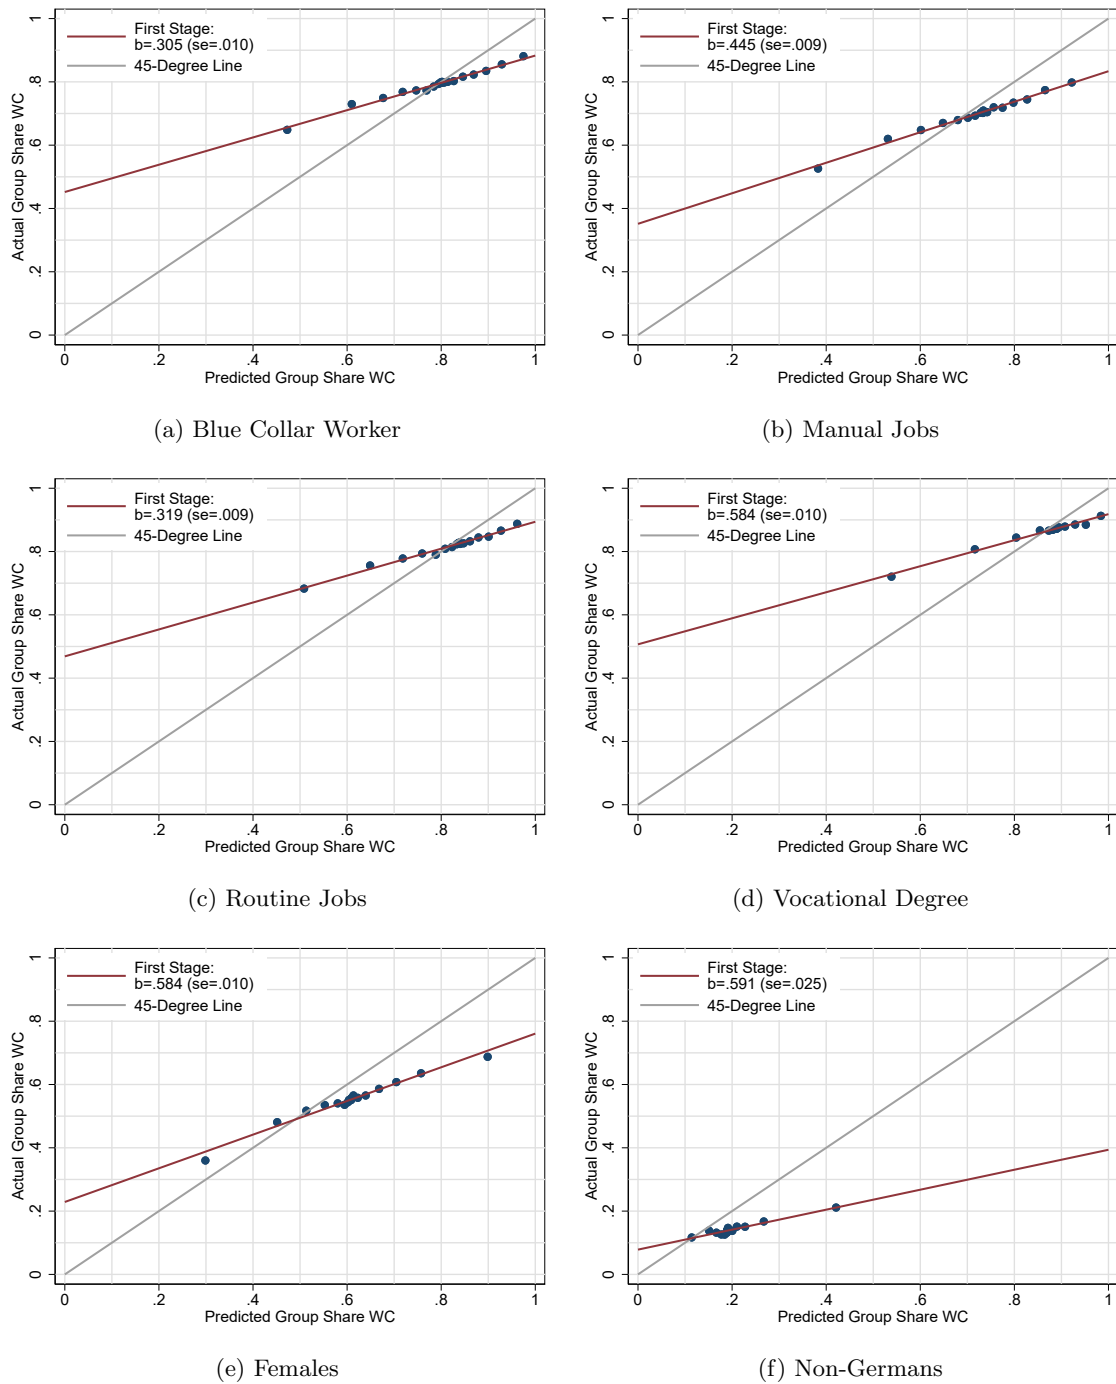 First Stage:
b=.305 (se=.010)
45-Degree Line
Actual Group Share WC
0 .2 .4 .6 .8 1
0 .2 .4 .6 .8 1
Predicted Group Share WC
(a) Blue Collar Worker
First Stage:
b=.445 (se=.009)
45-Degree Line
Actual Group Share WC
0 .2 .4 .6 .8 1
0 .2 .4 .6 .8 1
Predicted Group Share WC
(b) Manual Jobs
First Stage:
b=.319 (se=.009)
45-Degree Line
Actual Group Share WC
0 .2 .4 .6 .8 1
0 .2 .4 .6 .8 1
Predicted Group Share WC
(c) Routine Jobs
First Stage:
b=.584 (se=.010)
45-Degree Line
Actual Group Share WC
0 .2 .4 .6 .8 1
0 .2 .4 .6 .8 1
Predicted Group Share WC
(d) Vocational Degree
First Stage:
b=.584 (se=.010)
45-Degree Line
Actual Group Share WC
0 .2 .4 .6 .8 1
0 .2 .4 .6 .8 1
Predicted Group Share WC
(e) Females
First Stage:
b=.591 (se=.025)
45-Degree Line
Actual Group Share WC
0 .2 .4 .6 .8 1
0 .2 .4 .6 .8 1
Predicted Group Share WC
(f) Non-Germans